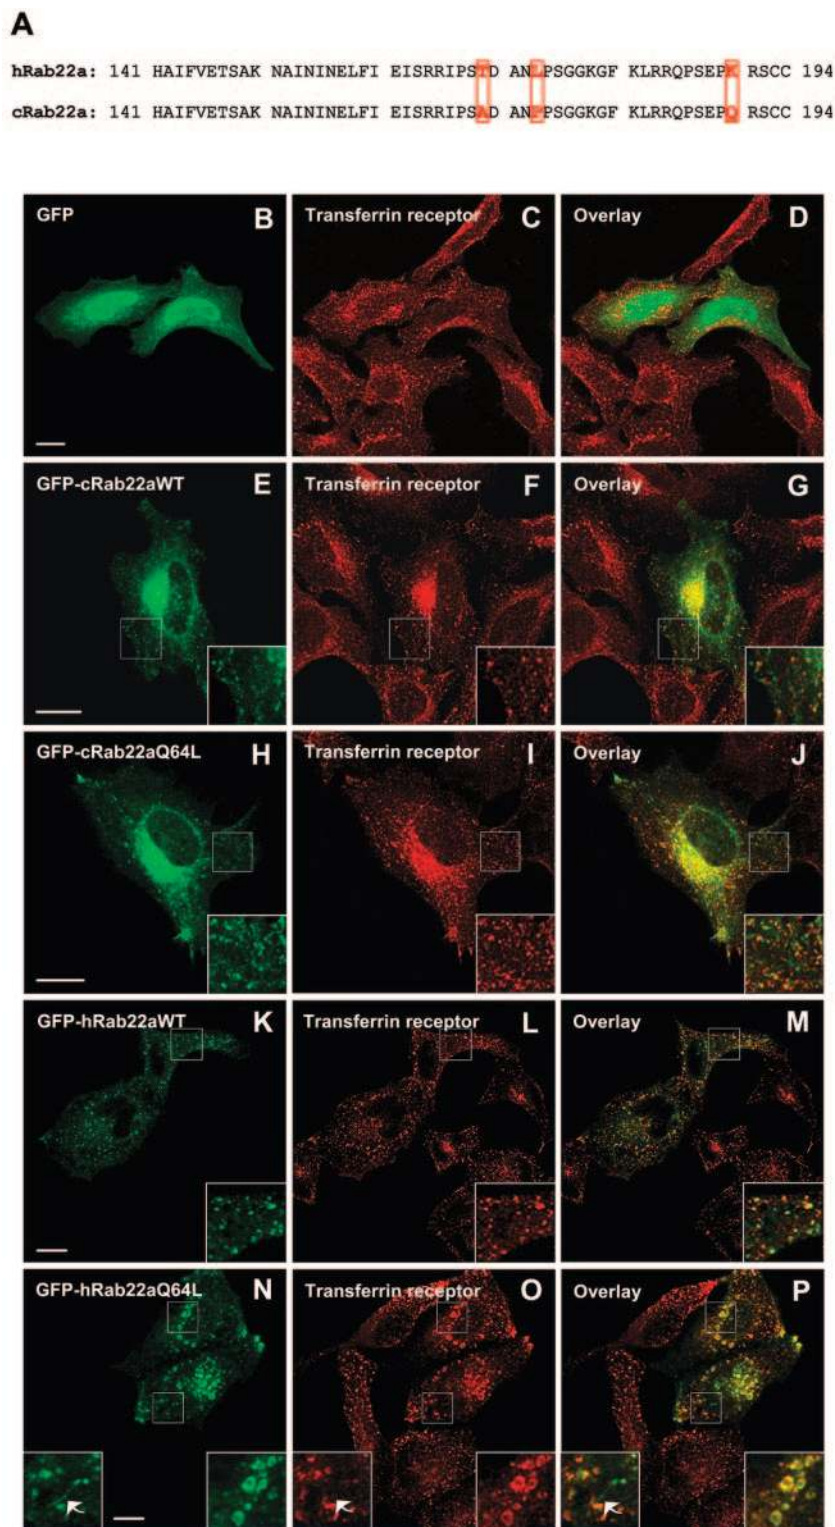 A
hRab22a: 141 HAIFVETSAK NAININELFI EISRRIPSTD ANLPSGGKGF KLRRQPSEPK RSCC 194
cRab22a: 141 HAIFVETSAK NAININELFI EISRRIPSAD ANPPSGGKGF KLRRQPSEPQ RSCC 194
GFP B Transferrin receptor C Overlay D
GFP-cRab22aWT E Transferrin receptor F Overlay G
GFP-cRab22aQ64L H Transferrin receptor I Overlay J
GFP-hRab22aWT K Transferrin receptor L Overlay M
GFP-hRab22aQ64L N Transferrin receptor O Overlay P